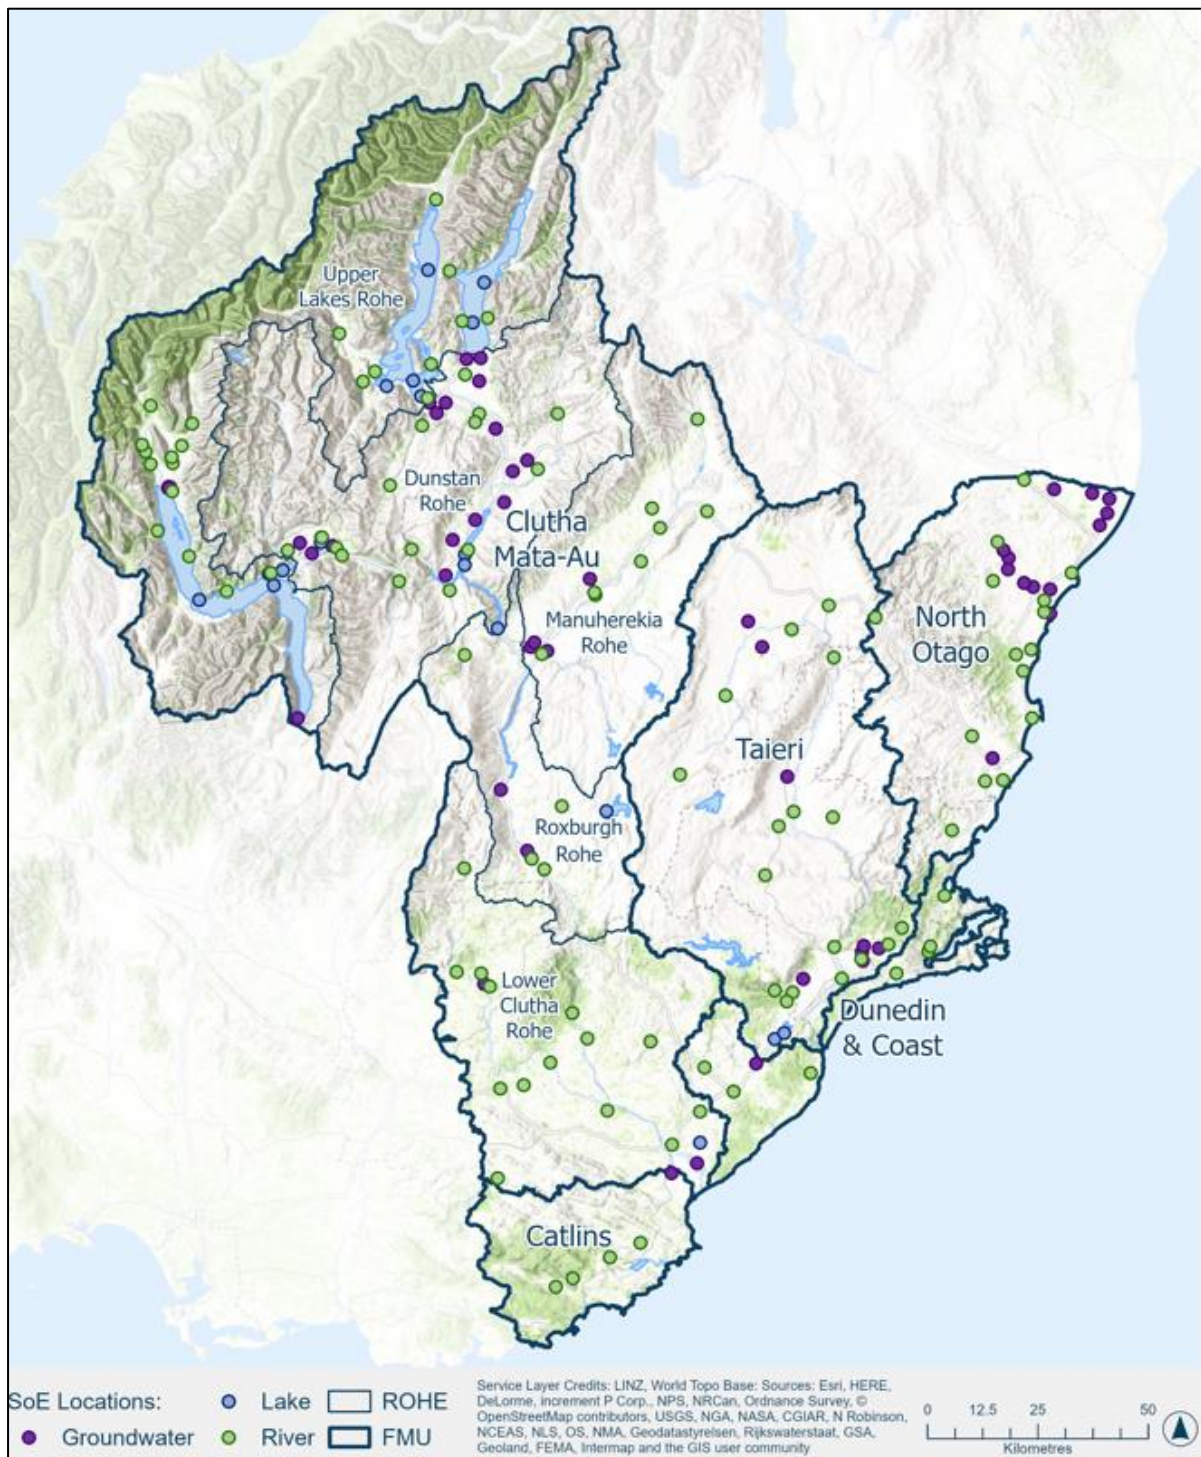 Upper
Lakes Rohe
Dunstan
Rohe
Clutha
Mata-Au
Manuherekia
Rohe
North
Otago
Taieri
Roxburgh
Rohe
Lower
Clutha
Rohe
Dunedin
& Coast
Catlins
SoE Locations:
Lake
ROHE
Groundwater
River
FMU
Service Layer Credits: LINZ, World Topo Base: Sources: Esri, HERE,
DeLorme, increment P Corp., NPS, NRCan, Ordnance Survey, ©
OpenStreetMap contributors, USGS, NGA, NASA, CGIAR, N Robinson,
NCEAS, NLS, OS, NMA, Geodatastyrelsen, Rijkswaterstaat, GSA,
Geoland, FEMA, Intermap and the GIS user community
0 12.5 25 50
Kilometres